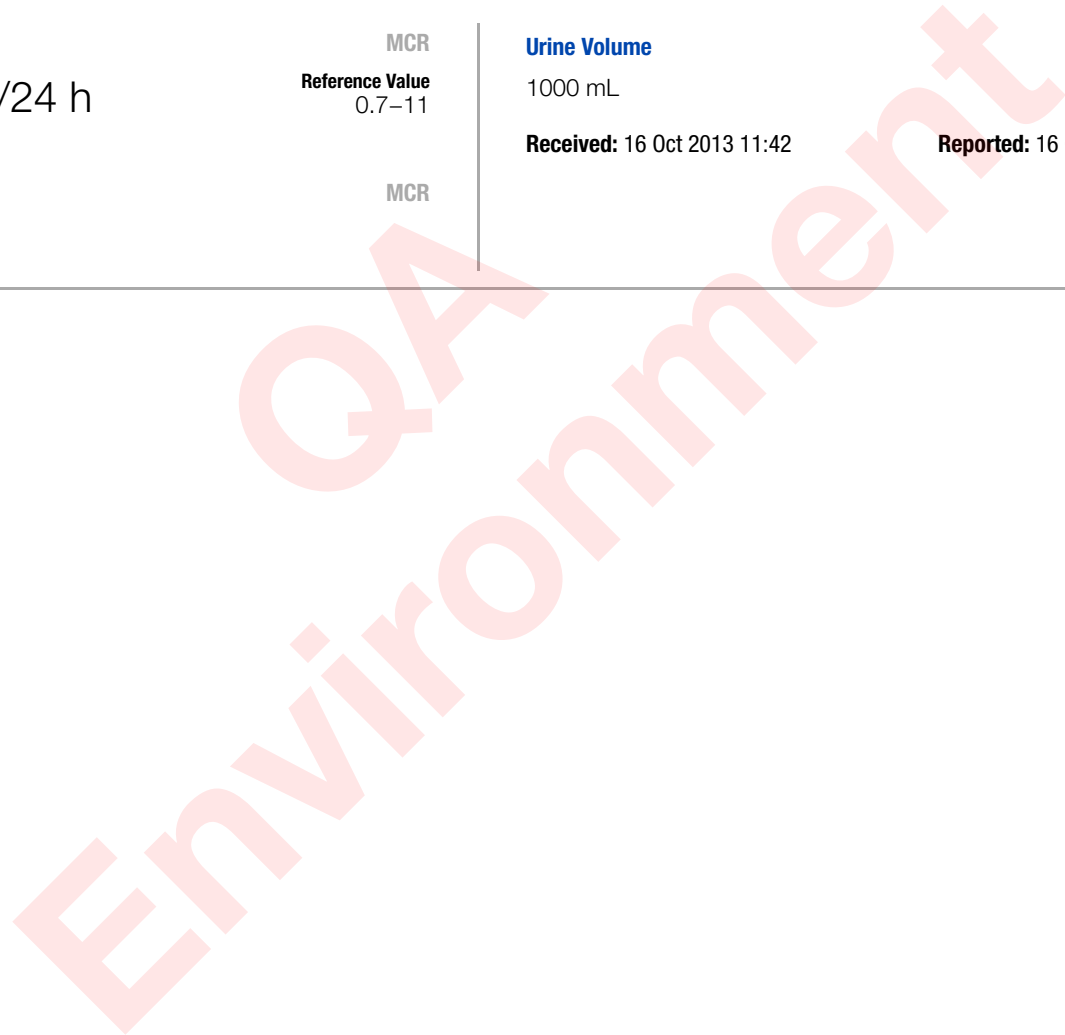 MCR
/24 h
Reference Value
0.7–11
MCR
Urine Volume
1000 mL
Received: 16 Oct 2013 11:42
Reported: 16
QA
Environment